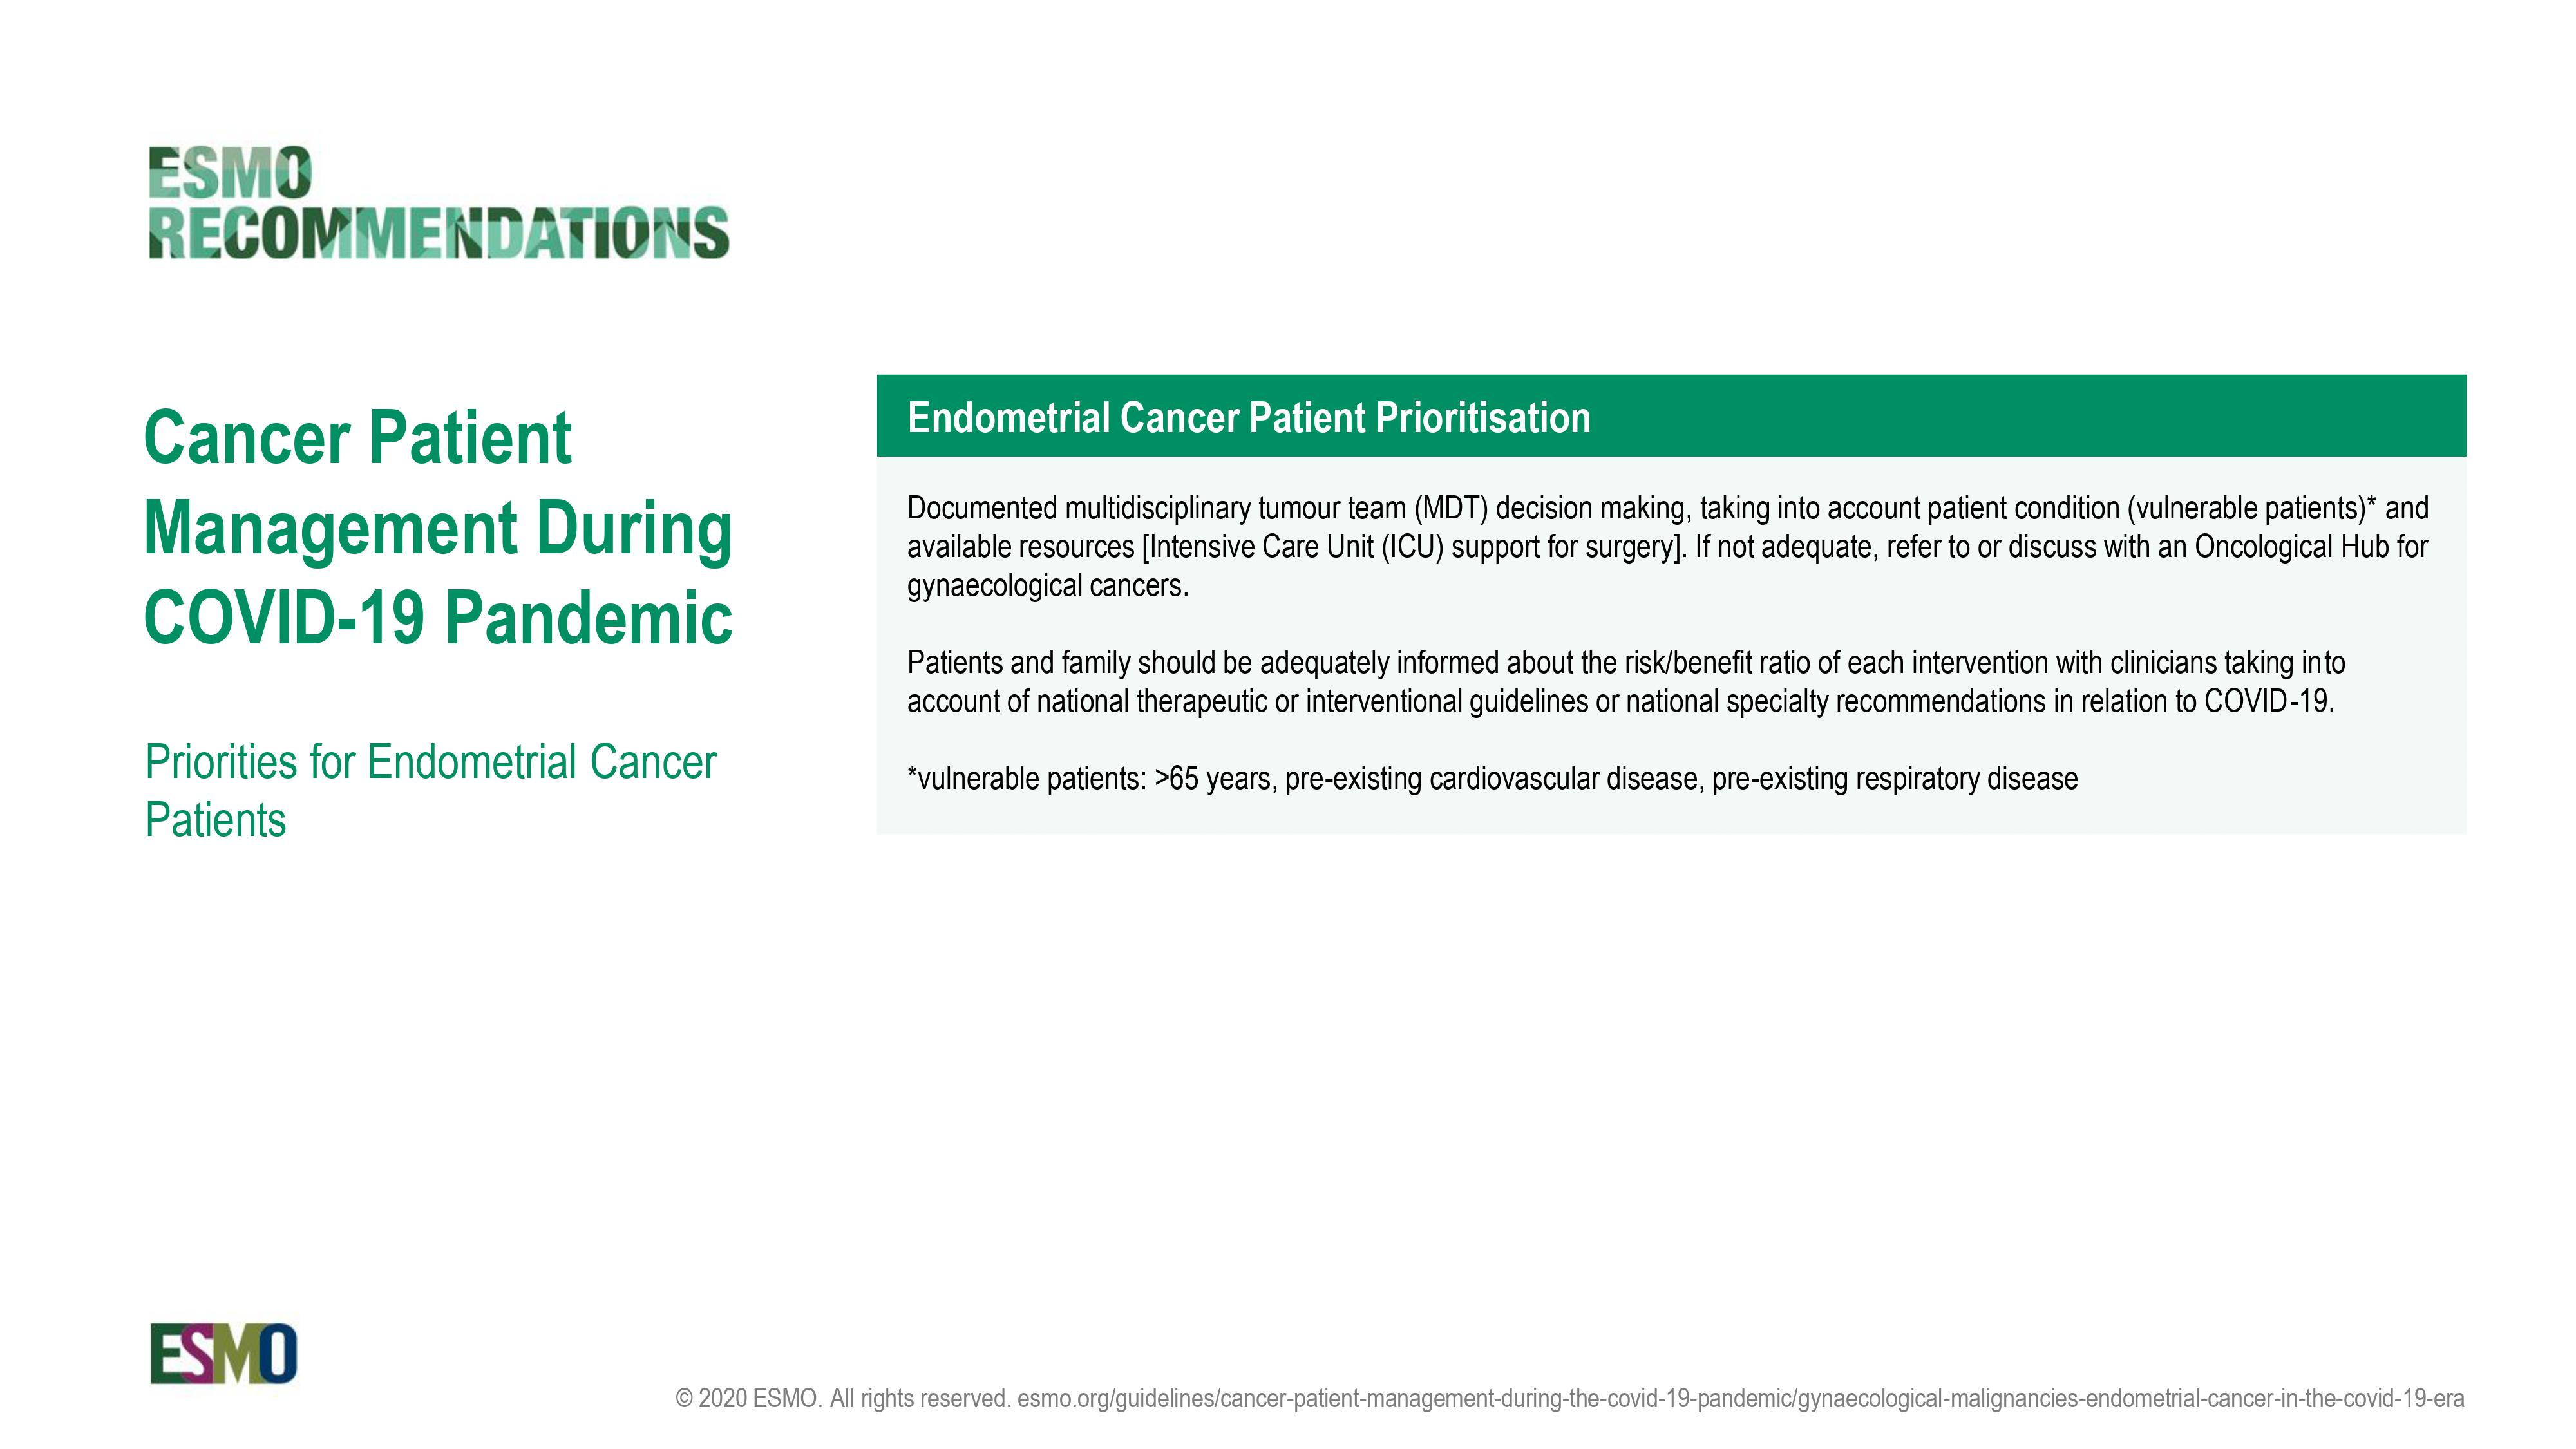 ESMO
RECOMMENDATIONS
Cancer Patient
Management During
COVID-19 Pandemic
Priorities for Endometrial Cancer
Patients
Endometrial Cancer Patient Prioritisation
Documented multidisciplinary tumour team (MDT) decision making, taking into account patient condition (vulnerable patients)* and
available resources [Intensive Care Unit (ICU) support for surgery]. If not adequate, refer to or discuss with an Oncological Hub for
gynaecological cancers.
Patients and family should be adequately informed about the risk/benefit ratio of each intervention with clinicians taking into
account of national therapeutic or interventional guidelines or national specialty recommendations in relation to COVID-19.
*vulnerable patients: >65 years, pre-existing cardiovascular disease, pre-existing respiratory disease
ESMO
© 2020 ESMO. All rights reserved. esmo.org/guidelines/cancer-patient-management-during-the-covid-19-pandemic/gynaecological-malignancies-endometrial-cancer-in-the-covid-19-era